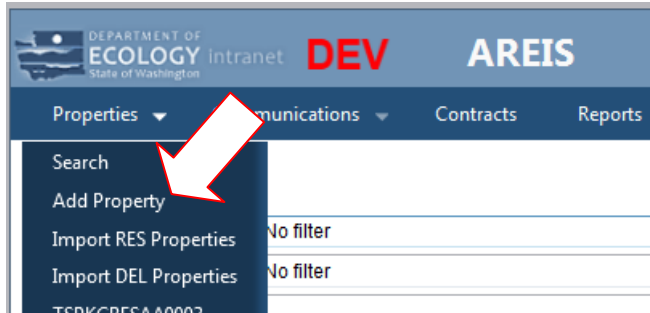 DEPARTMENT OF
ECOLOGY intranet DEV AREIS
State of Washington
Properties munications Contracts Reports
Search
Add Property
Import RES Properties No filter
Import DEL Properties No filter